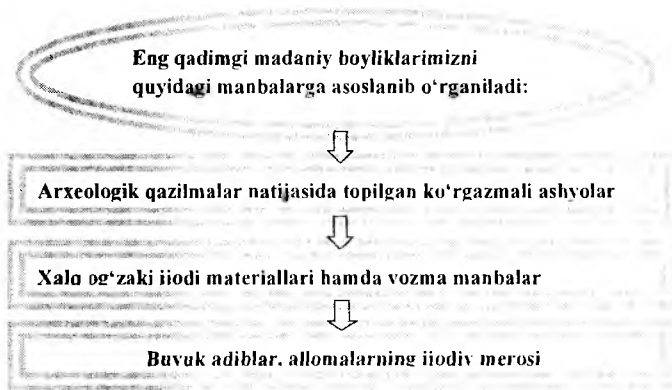 Eng qadimgi madaniy boyliklarimizni
quyidagi manbalarga asoslanib o‘rganiladi:
Arxeologik qazilmalar natijasida topilgan ko‘rgazmali ashyolar
Xalq og‘zaki ijodi materiallari hamda yozma manbalar
Buyuk adiblar, allomalarning ijodiy merosi